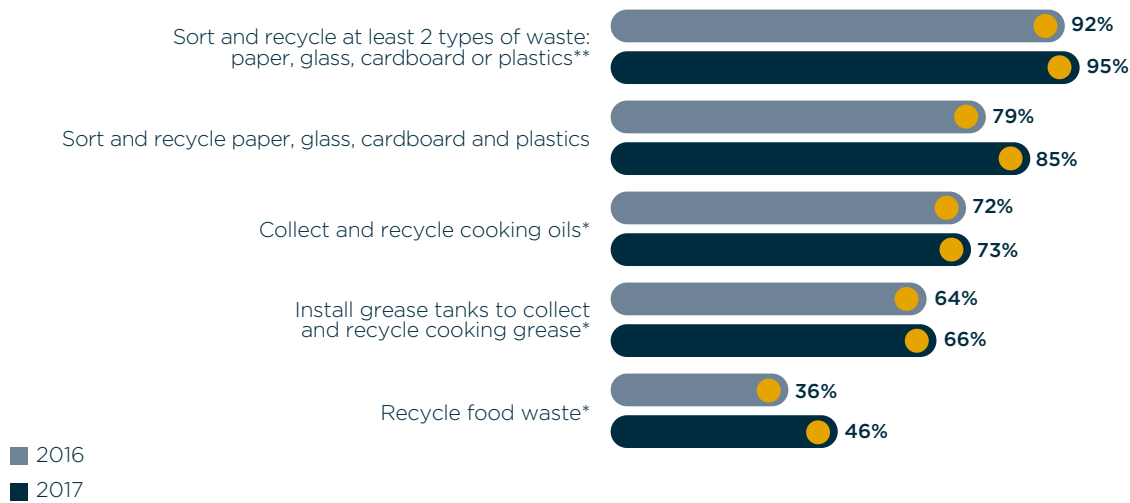 Sort and recycle at least 2 types of waste:
paper, glass, cardboard or plastics**
92%
95%
Sort and recycle paper, glass, cardboard and plastics
79%
85%
Collect and recycle cooking oils*
72%
73%
Install grease tanks to collect
and recycle cooking grease*
64%
66%
Recycle food waste*
36%
46%
2016
2017